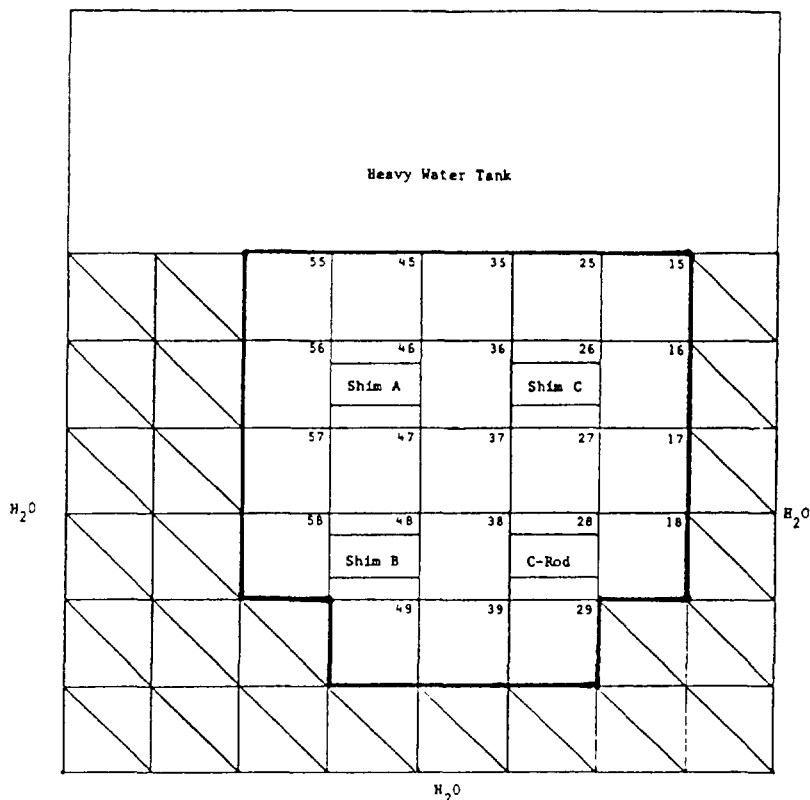 Heavy Water Tank
55 45 35 25 15
56 46 36 26 16
Shim A Shim C
57 47 37 27 17
H₂O 58 48 38 28 18 H₂O
Shim B C-Rod
49 39 29
H₂O